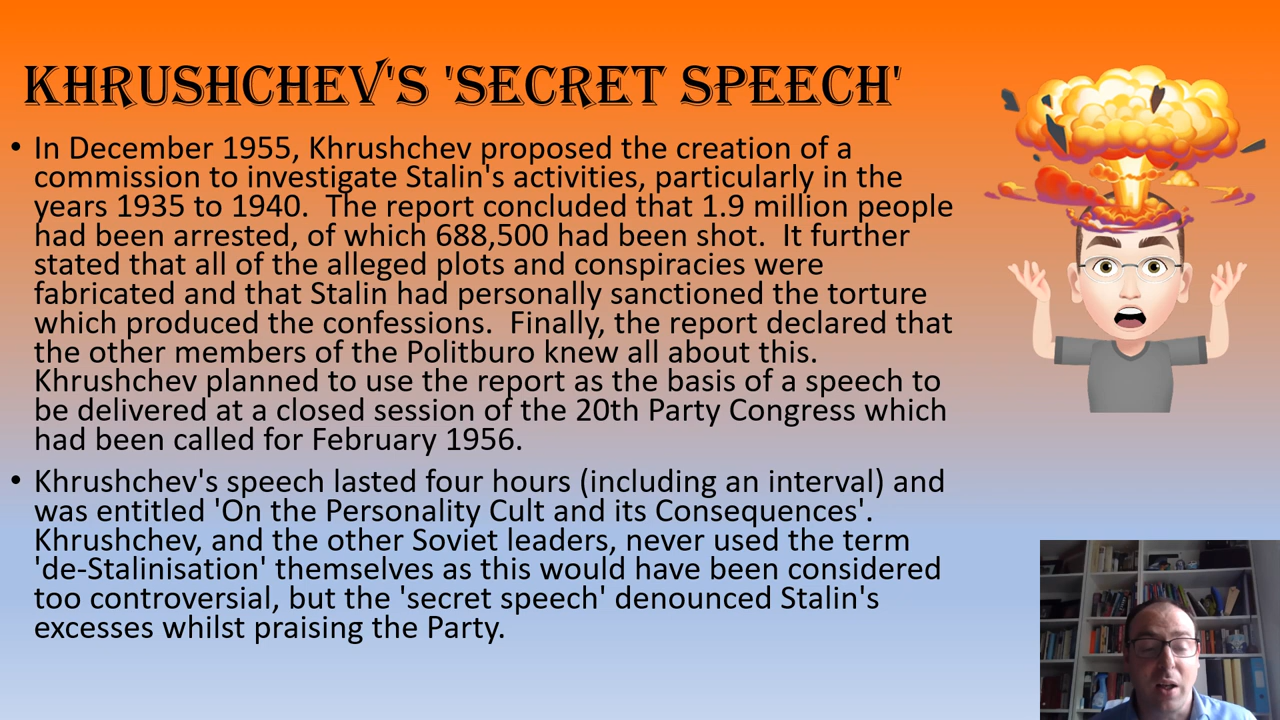 KHRUSHCHEV'S 'SECRET SPEECH'
• In December 1955, Khrushchev proposed the creation of a
commission to investigate Stalin's activities, particularly in the
years 1935 to 1940.  The report concluded that 1.9 million people
had been arrested, of which 688,500 had been shot.  It further
stated that all of the alleged plots and conspiracies were
fabricated and that Stalin had personally sanctioned the torture
which produced the confessions.  Finally, the report declared that
the other members of the Politburo knew all about this.
Khrushchev planned to use the report as the basis of a speech to
be delivered at a closed session of the 20th Party Congress which
had been called for February 1956.
• Khrushchev's speech lasted four hours (including an interval) and
was entitled 'On the Personality Cult and its Consequences'.
Khrushchev, and the other Soviet leaders, never used the term
'de-Stalinisation' themselves as this would have been considered
too controversial, but the 'secret speech' denounced Stalin's
excesses whilst praising the Party.